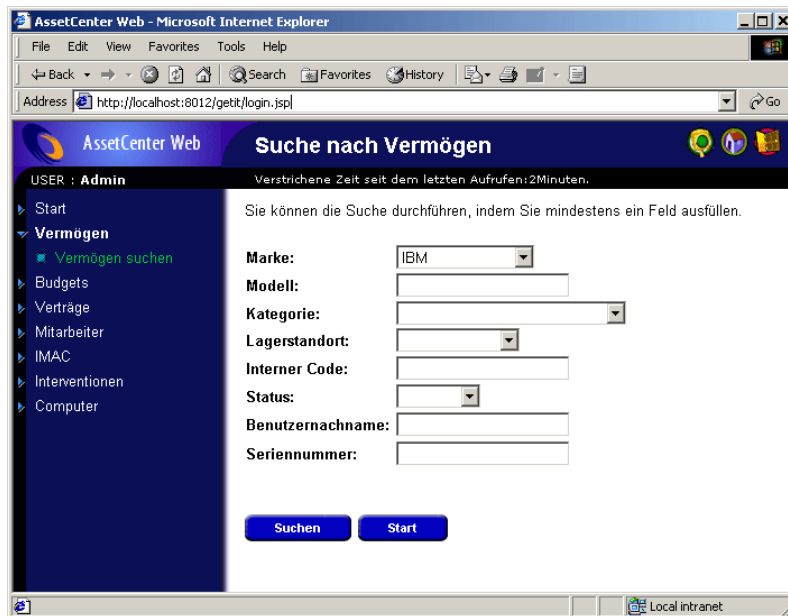 AssetCenter Web - Microsoft Internet Explorer
File Edit View Favorites Tools Help
Back Search Favorites History
Address http://localhost:8012/getit/login.jsp Go
AssetCenter Web Suche nach Vermögen
USER : Admin Verstrichene Zeit seit dem letzten Aufrufen:2Minuten.
Start
Vermögen
Vermögen suchen
Budgets
Verträge
Mitarbeiter
IMAC
Interventionen
Computer
Sie können die Suche durchführen, indem Sie mindestens ein Feld ausfüllen.
Marke: IBM
Modell:
Kategorie:
Lagerstandort:
Interner Code:
Status:
Benutzernachname:
Seriennummer:
Suchen Start
Local intranet